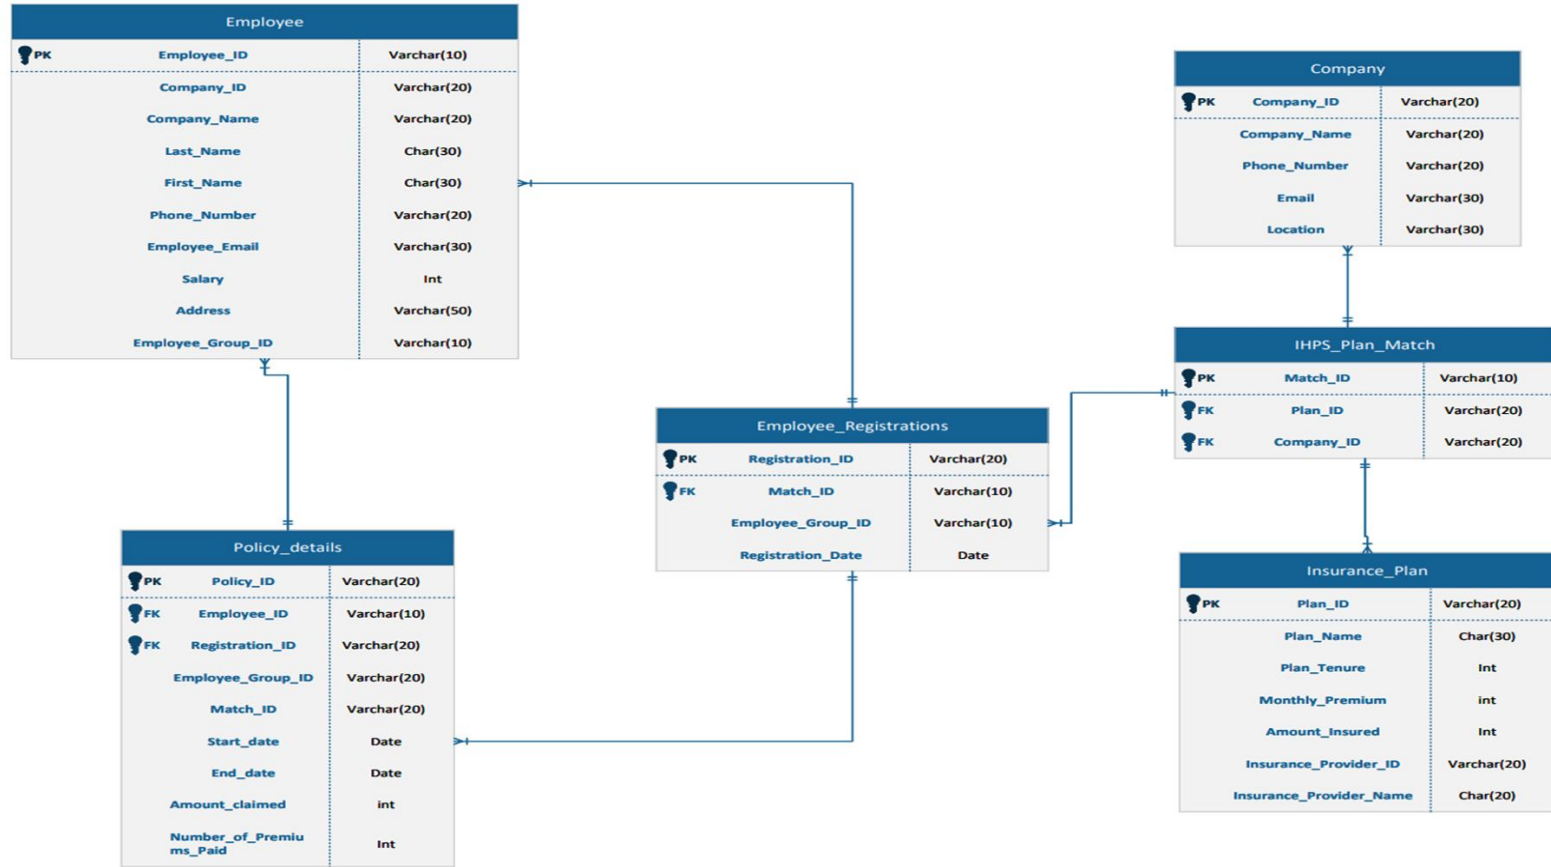 Employee
PK Employee_ID Varchar(10)
Company_ID Varchar(20)
Company_Name Varchar(20)
Last_Name Char(30)
First_Name Char(30)
Phone_Number Varchar(20)
Employee_Email Varchar(30)
Salary Int
Address Varchar(50)
Employee_Group_ID Varchar(10)
Company
PK Company_ID Varchar(20)
Company_Name Varchar(20)
Phone_Number Varchar(20)
Email Varchar(30)
Location Varchar(30)
IHPS_Plan_Match
PK Match_ID Varchar(10)
FK Plan_ID Varchar(20)
FK Company_ID Varchar(20)
Employee_Registrations
PK Registration_ID Varchar(20)
FK Match_ID Varchar(10)
Employee_Group_ID Varchar(10)
Registration_Date Date
Policy_details
PK Policy_ID Varchar(20)
FK Employee_ID Varchar(10)
FK Registration_ID Varchar(20)
Employee_Group_ID Varchar(20)
Match_ID Varchar(20)
Start_date Date
End_date Date
Amount_claimed int
Number_of_Premiu
ms_Paid Int
Insurance_Plan
PK Plan_ID Varchar(20)
Plan_Name Char(30)
Plan_Tenure Int
Monthly_Premium int
Amount_Insured Int
Insurance_Provider_ID Varchar(20)
Insurance_Provider_Name Char(20)